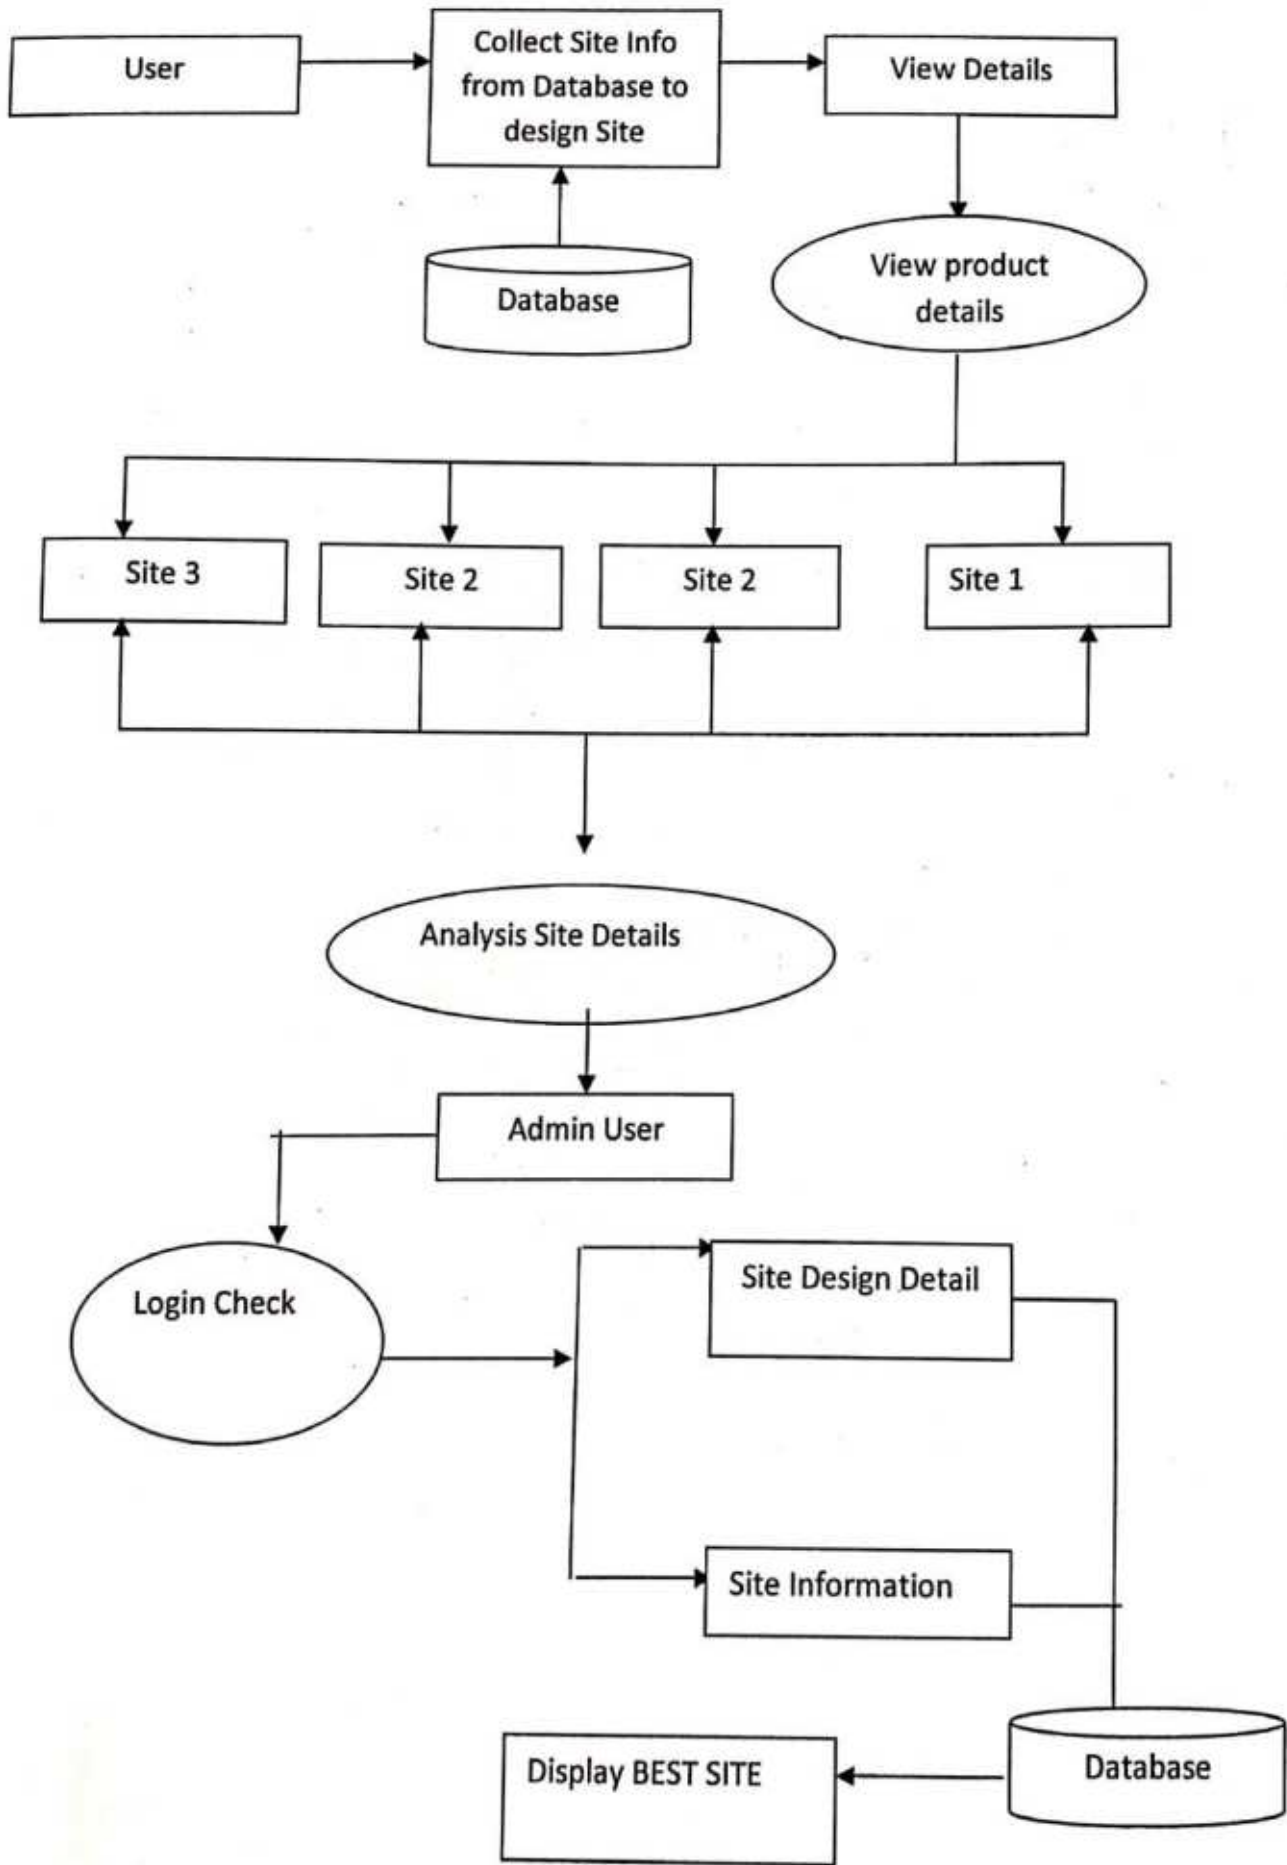 User
Collect Site Info
from Database to
design Site
View Details
Database
View product
details
Site 3
Site 2
Site 2
Site 1
Analysis Site Details
Admin User
Login Check
Site Design Detail
Site Information
Display BEST SITE
Database